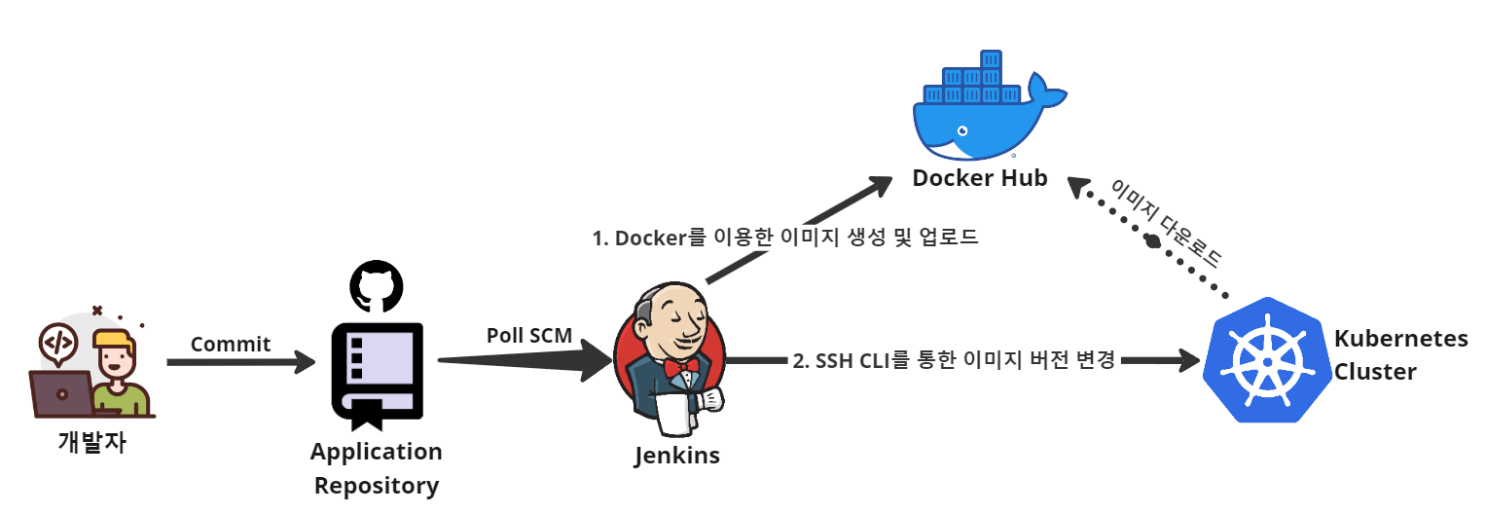 Docker Hub
이미지 다운로드
1. Docker를 이용한 이미지 생성 및 업로드
Commit
Poll SCM
2. SSH CLI를 통한 이미지 버전 변경
Kubernetes
Cluster
개발자
Application
Repository
Jenkins